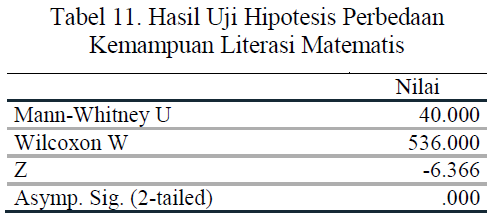 Tabel 11. Hasil Uji Hipotesis Perbedaan
Kemampuan Literasi Matematis
Nilai
Mann-Whitney U 40.000
Wilcoxon W 536.000
Z -6.366
Asymp. Sig. (2-tailed) .000